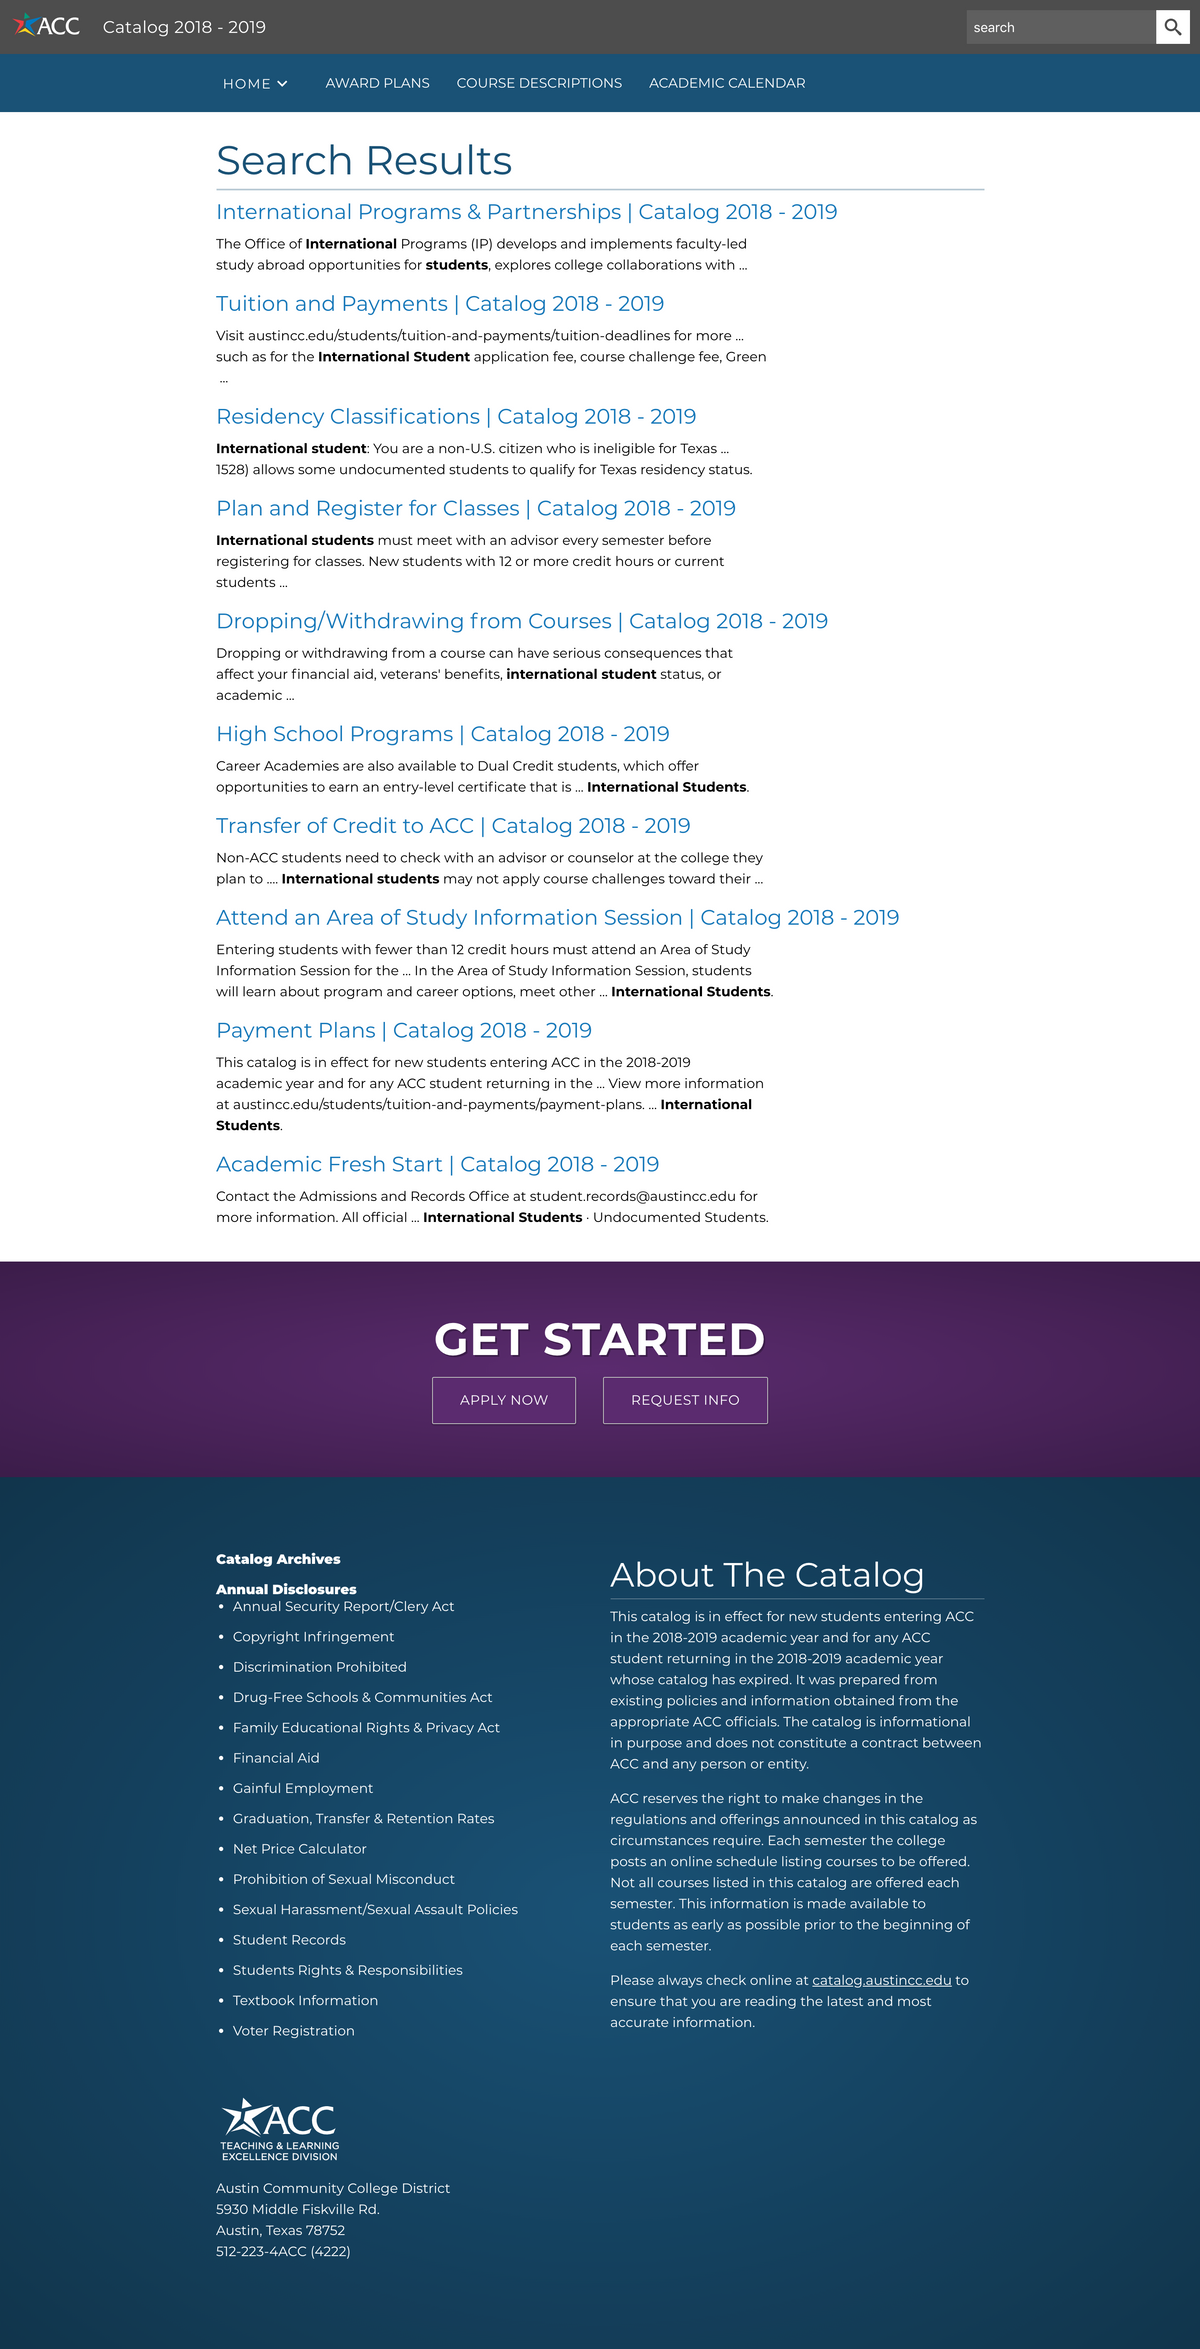 ACC
Catalog 2018 - 2019
search
HOME
AWARD PLANS
COURSE DESCRIPTIONS
ACADEMIC CALENDAR
Search Results
International Programs & Partnerships | Catalog 2018 - 2019
The Office of International Programs (IP) develops and implements faculty-led
study abroad opportunities for students, explores college collaborations with ...
Tuition and Payments | Catalog 2018 - 2019
Visit austincc.edu/students/tuition-and-payments/tuition-deadlines for more ...
such as for the International Student application fee, course challenge fee, Green
...
Residency Classifications | Catalog 2018 - 2019
International student: You are a non-U.S. citizen who is ineligible for Texas ...
1528) allows some undocumented students to qualify for Texas residency status.
Plan and Register for Classes | Catalog 2018 - 2019
International students must meet with an advisor every semester before
registering for classes. New students with 12 or more credit hours or current
students ...
Dropping/Withdrawing from Courses | Catalog 2018 - 2019
Dropping or withdrawing from a course can have serious consequences that
affect your financial aid, veterans' benefits, international student status, or
academic ...
High School Programs | Catalog 2018 - 2019
Career Academies are also available to Dual Credit students, which offer
opportunities to earn an entry-level certificate that is ... International Students.
Transfer of Credit to ACC | Catalog 2018 - 2019
Non-ACC students need to check with an advisor or counselor at the college they
plan to .... International students may not apply course challenges toward their ...
Attend an Area of Study Information Session | Catalog 2018 - 2019
Entering students with fewer than 12 credit hours must attend an Area of Study
Information Session for the ... In the Area of Study Information Session, students
will learn about program and career options, meet other ... International Students.
Payment Plans | Catalog 2018 - 2019
This catalog is in effect for new students entering ACC in the 2018-2019
academic year and for any ACC student returning in the ... View more information
at austincc.edu/students/tuition-and-payments/payment-plans. ... International
Students.
Academic Fresh Start | Catalog 2018 - 2019
Contact the Admissions and Records Office at student.records@austincc.edu for
more information. All official ... International Students · Undocumented Students.
GET STARTED
APPLY NOW
REQUEST INFO
Catalog Archives
Annual Disclosures
• Annual Security Report/Clery Act
• Copyright Infringement
• Discrimination Prohibited
• Drug-Free Schools & Communities Act
• Family Educational Rights & Privacy Act
• Financial Aid
• Gainful Employment
• Graduation, Transfer & Retention Rates
• Net Price Calculator
• Prohibition of Sexual Misconduct
• Sexual Harassment/Sexual Assault Policies
• Student Records
• Students Rights & Responsibilities
• Textbook Information
• Voter Registration
About The Catalog
This catalog is in effect for new students entering ACC
in the 2018-2019 academic year and for any ACC
student returning in the 2018-2019 academic year
whose catalog has expired. It was prepared from
existing policies and information obtained from the
appropriate ACC officials. The catalog is informational
in purpose and does not constitute a contract between
ACC and any person or entity.
ACC reserves the right to make changes in the
regulations and offerings announced in this catalog as
circumstances require. Each semester the college
posts an online schedule listing courses to be offered.
Not all courses listed in this catalog are offered each
semester. This information is made available to
students as early as possible prior to the beginning of
each semester.
Please always check online at catalog.austincc.edu to
ensure that you are reading the latest and most
accurate information.
ACC
TEACHING & LEARNING
EXCELLENCE DIVISION
Austin Community College District
5930 Middle Fiskville Rd.
Austin, Texas 78752
512-223-4ACC (4222)